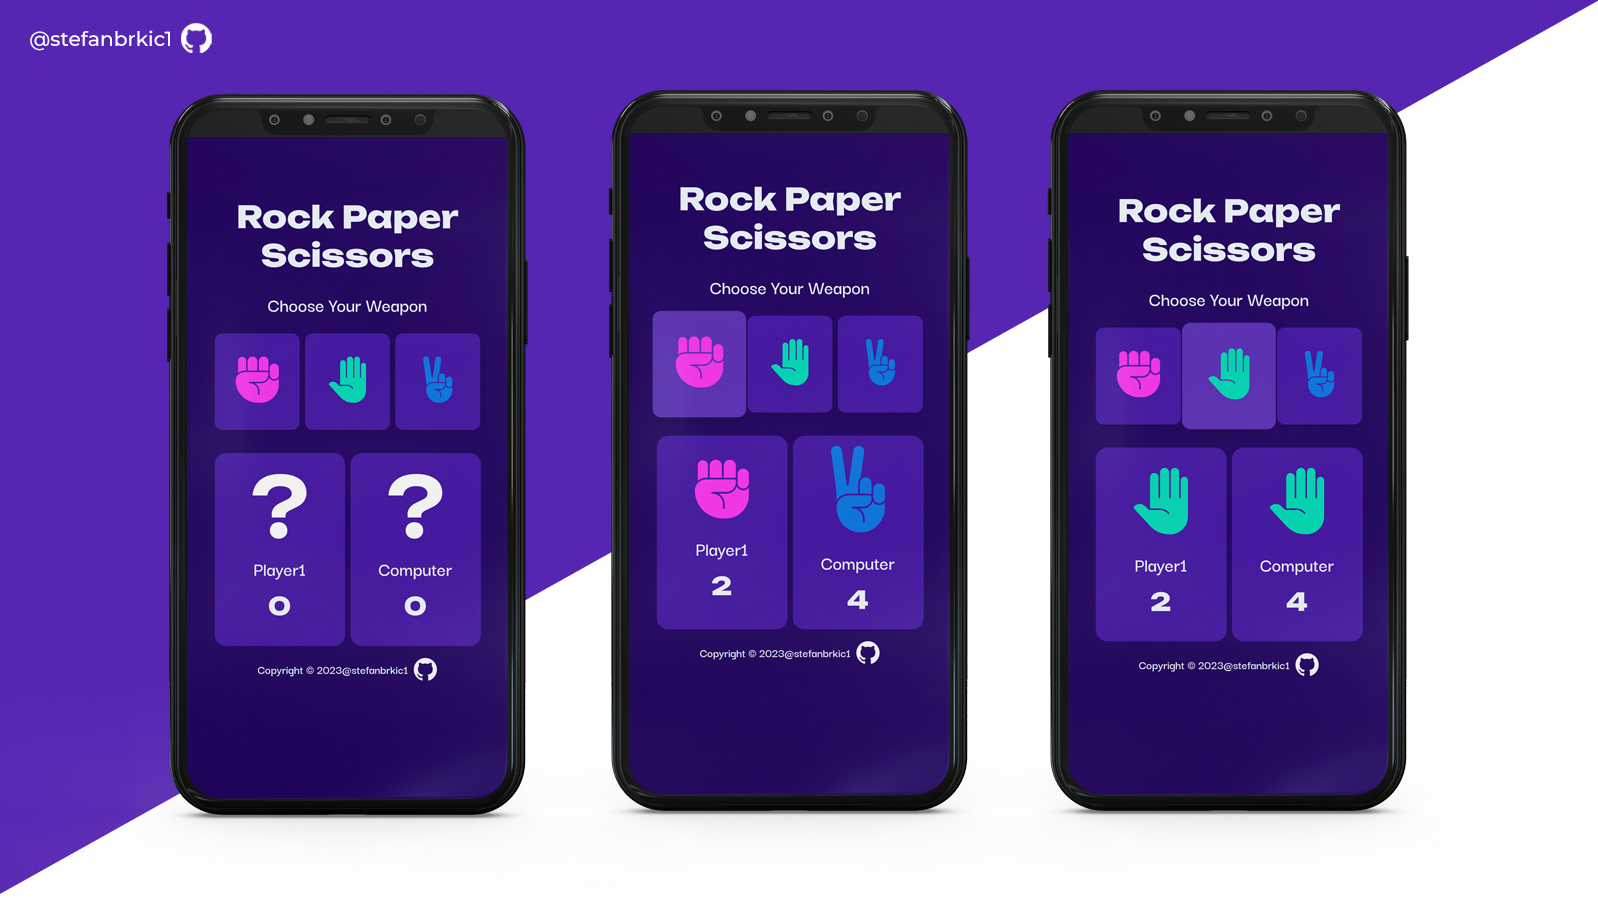 @stefanbrkic1
Rock Paper
Scissors
Choose Your Weapon
?
?
Player1
Computer
0
0
Copyright © 2023@stefanbrkic1
Rock Paper
Scissors
Choose Your Weapon
Player1
Computer
2
4
Copyright © 2023@stefanbrkic1
Rock Paper
Scissors
Choose Your Weapon
Player1
Computer
2
4
Copyright © 2023@stefanbrkic1